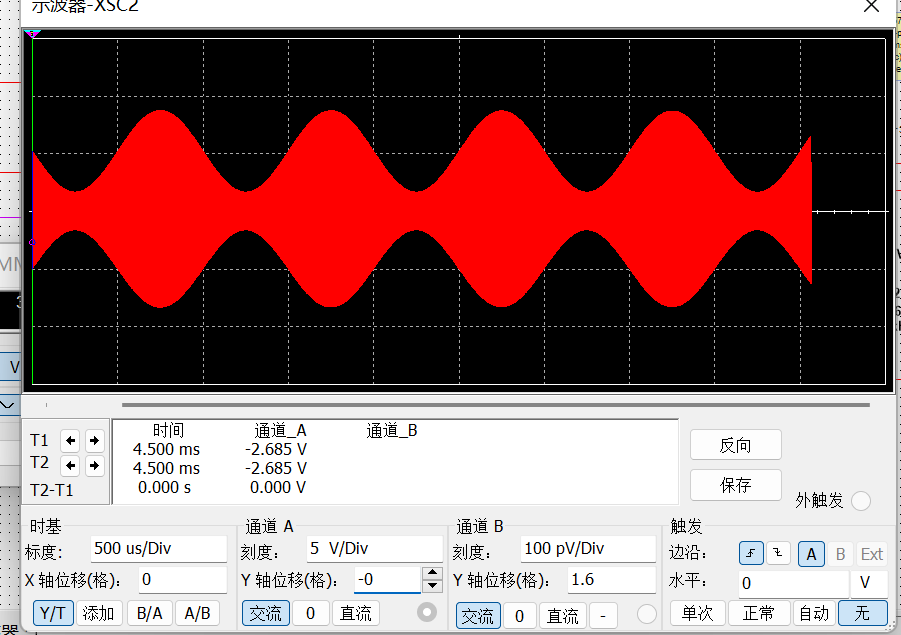 示波器-XSC2
时间 通道_A 通道_B
T1 4.500 ms -2.685 V
T2 4.500 ms -2.685 V
T2-T1 0.000 s 0.000 V
反向
保存
外触发
时基
标度: 500 us/Div
X 轴位移(格): 0
Y/T 添加 B/A A/B
通道 A
刻度: 5 V/Div
Y 轴位移(格): -0
交流 0 直流
通道 B
刻度: 100 pV/Div
Y 轴位移(格): 1.6
交流 0 直流 -
触发
边沿: A B Ext
水平: 0 V
单次 正常 自动 无